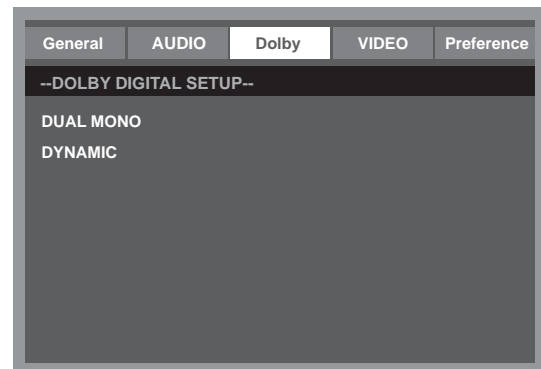 General AUDIO Dolby VIDEO Preference
--DOLBY DIGITAL SETUP--
DUAL MONO
DYNAMIC